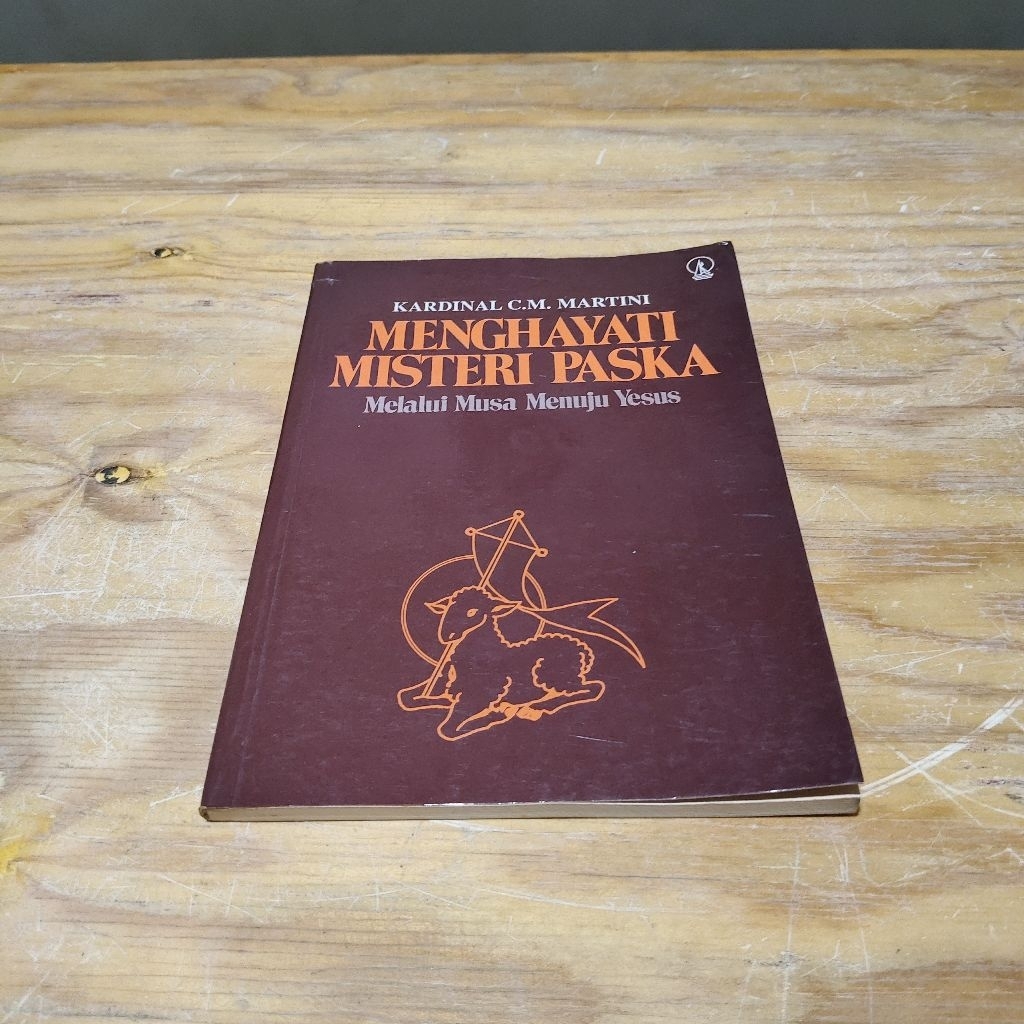 KARDINAL C.M. MARTINI
MENGHAYATI
MISTERI PASKA
Melalui Musa Menuju Yesus